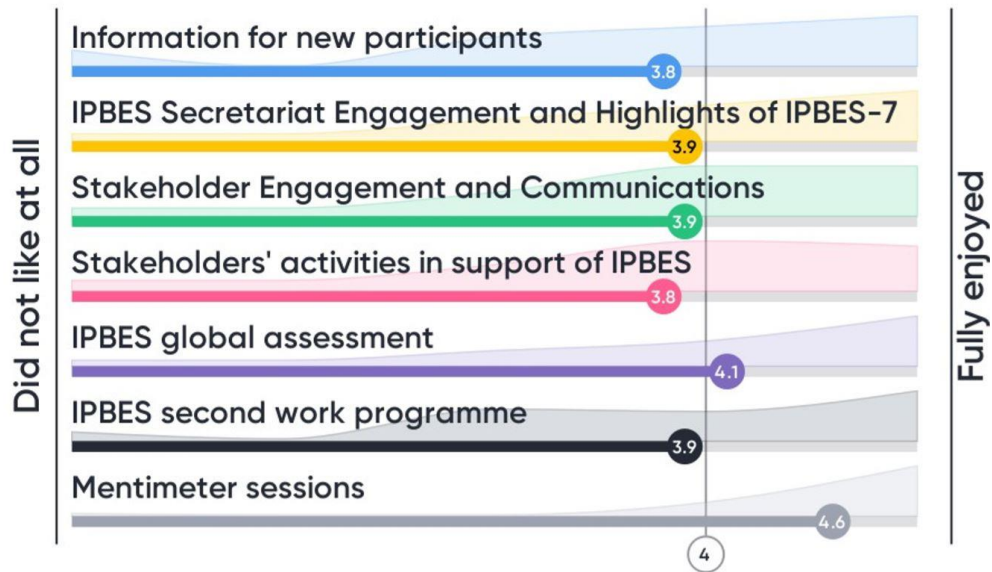 Did not like at all
Information for new participants
3.8
IPBES Secretariat Engagement and Highlights of IPBES-7
3.9
Stakeholder Engagement and Communications
3.9
Stakeholders' activities in support of IPBES
3.8
IPBES global assessment
4.1
IPBES second work programme
3.9
Mentimeter sessions
4.6
4
Fully enjoyed